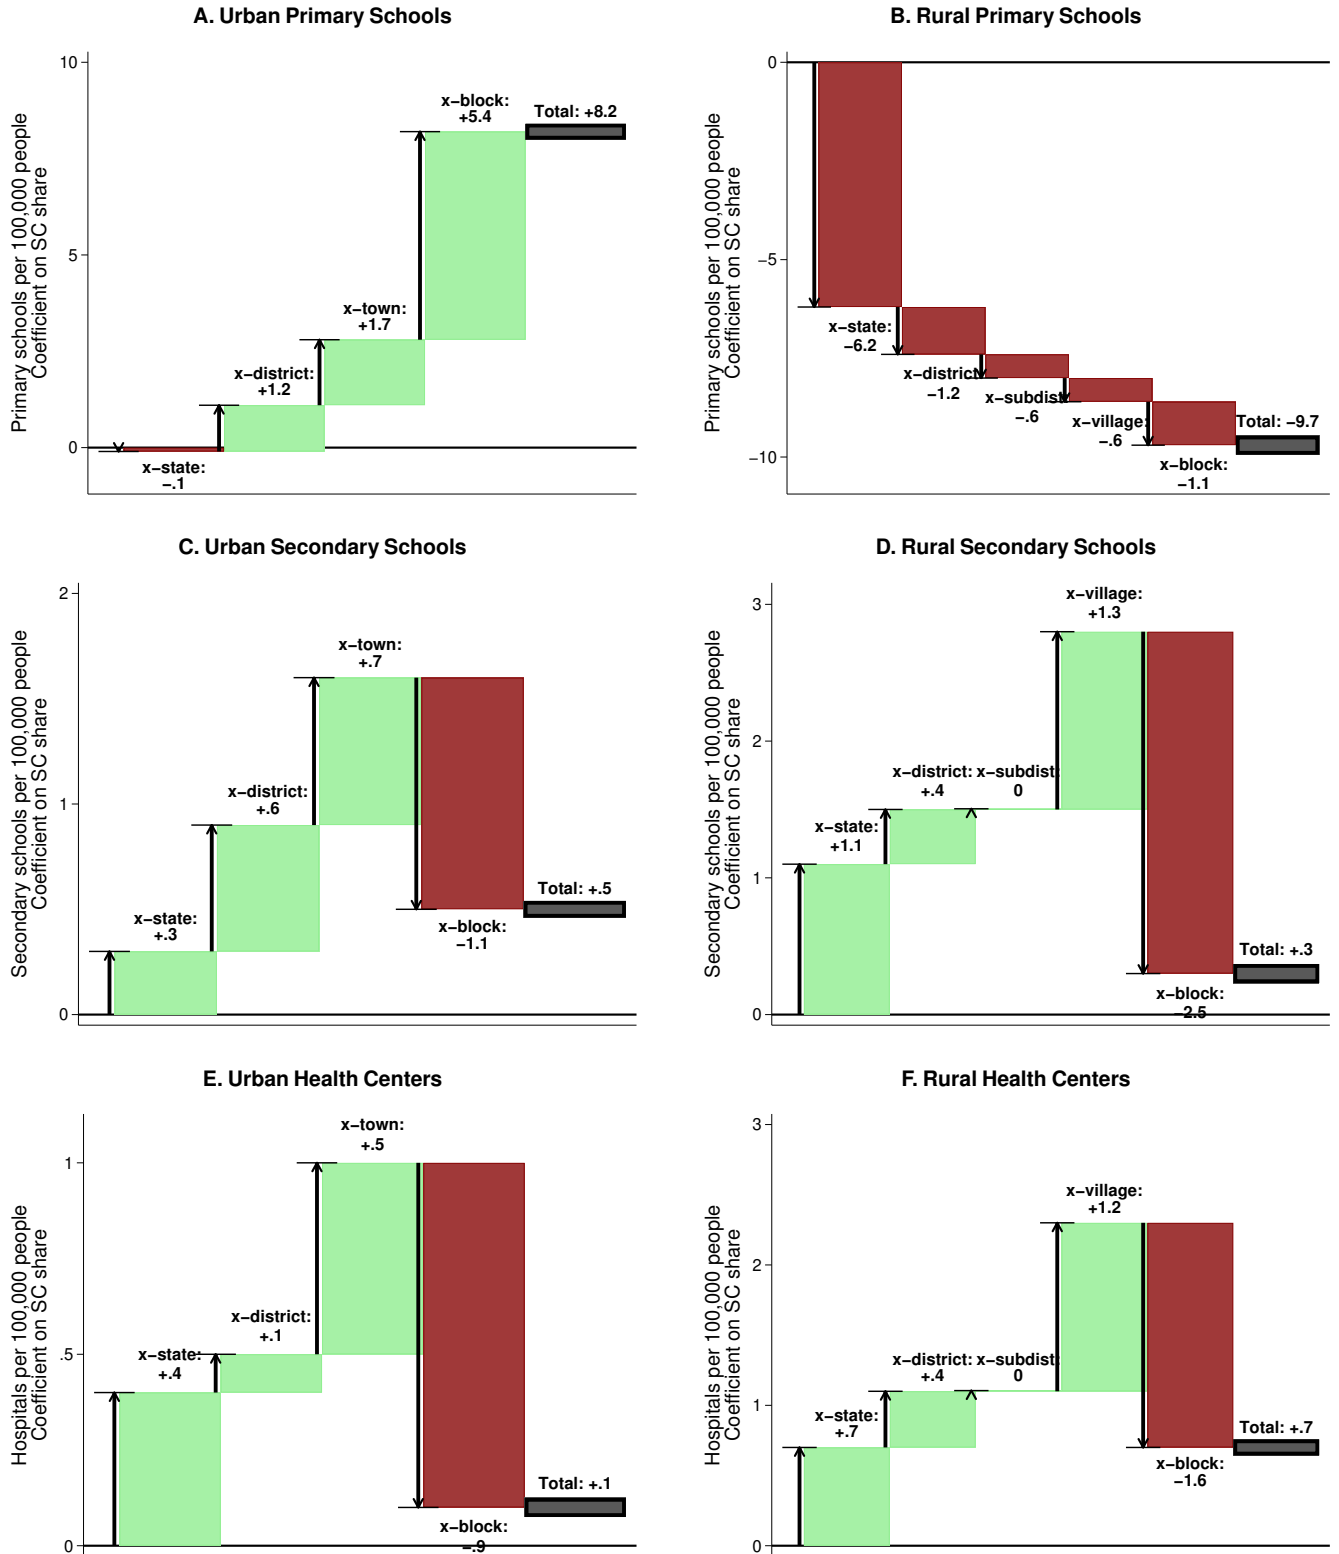 A. Urban Primary Schools
Primary schools per 100,000 people
Coefficient on SC share
10
5
0
x−state:
−.1
x−district:
+1.2
x−town:
+1.7
x−block:
+5.4
Total: +8.2
B. Rural Primary Schools
Primary schools per 100,000 people
Coefficient on SC share
0
−5
−10
x−state:
−6.2
x−district:
−1.2
x−subdist:
−.6
x−village:
−.6
x−block:
−1.1
Total: −9.7
C. Urban Secondary Schools
Secondary schools per 100,000 people
Coefficient on SC share
2
1
0
x−state:
+.3
x−district:
+.6
x−town:
+.7
x−block:
−1.1
Total: +.5
D. Rural Secondary Schools
Secondary schools per 100,000 people
Coefficient on SC share
3
2
1
0
x−state:
+1.1
x−district:
+.4
x−subdist:
0
x−village:
+1.3
x−block:
−2.5
Total: +.3
E. Urban Health Centers
Hospitals per 100,000 people
Coefficient on SC share
1
.5
0
x−state:
+.4
x−district:
+.1
x−town:
+.5
x−block:
−.9
Total: +.1
F. Rural Health Centers
Hospitals per 100,000 people
Coefficient on SC share
3
2
1
0
x−state:
+.7
x−district:
+.4
x−subdist:
0
x−village:
+1.2
x−block:
−1.6
Total: +.7